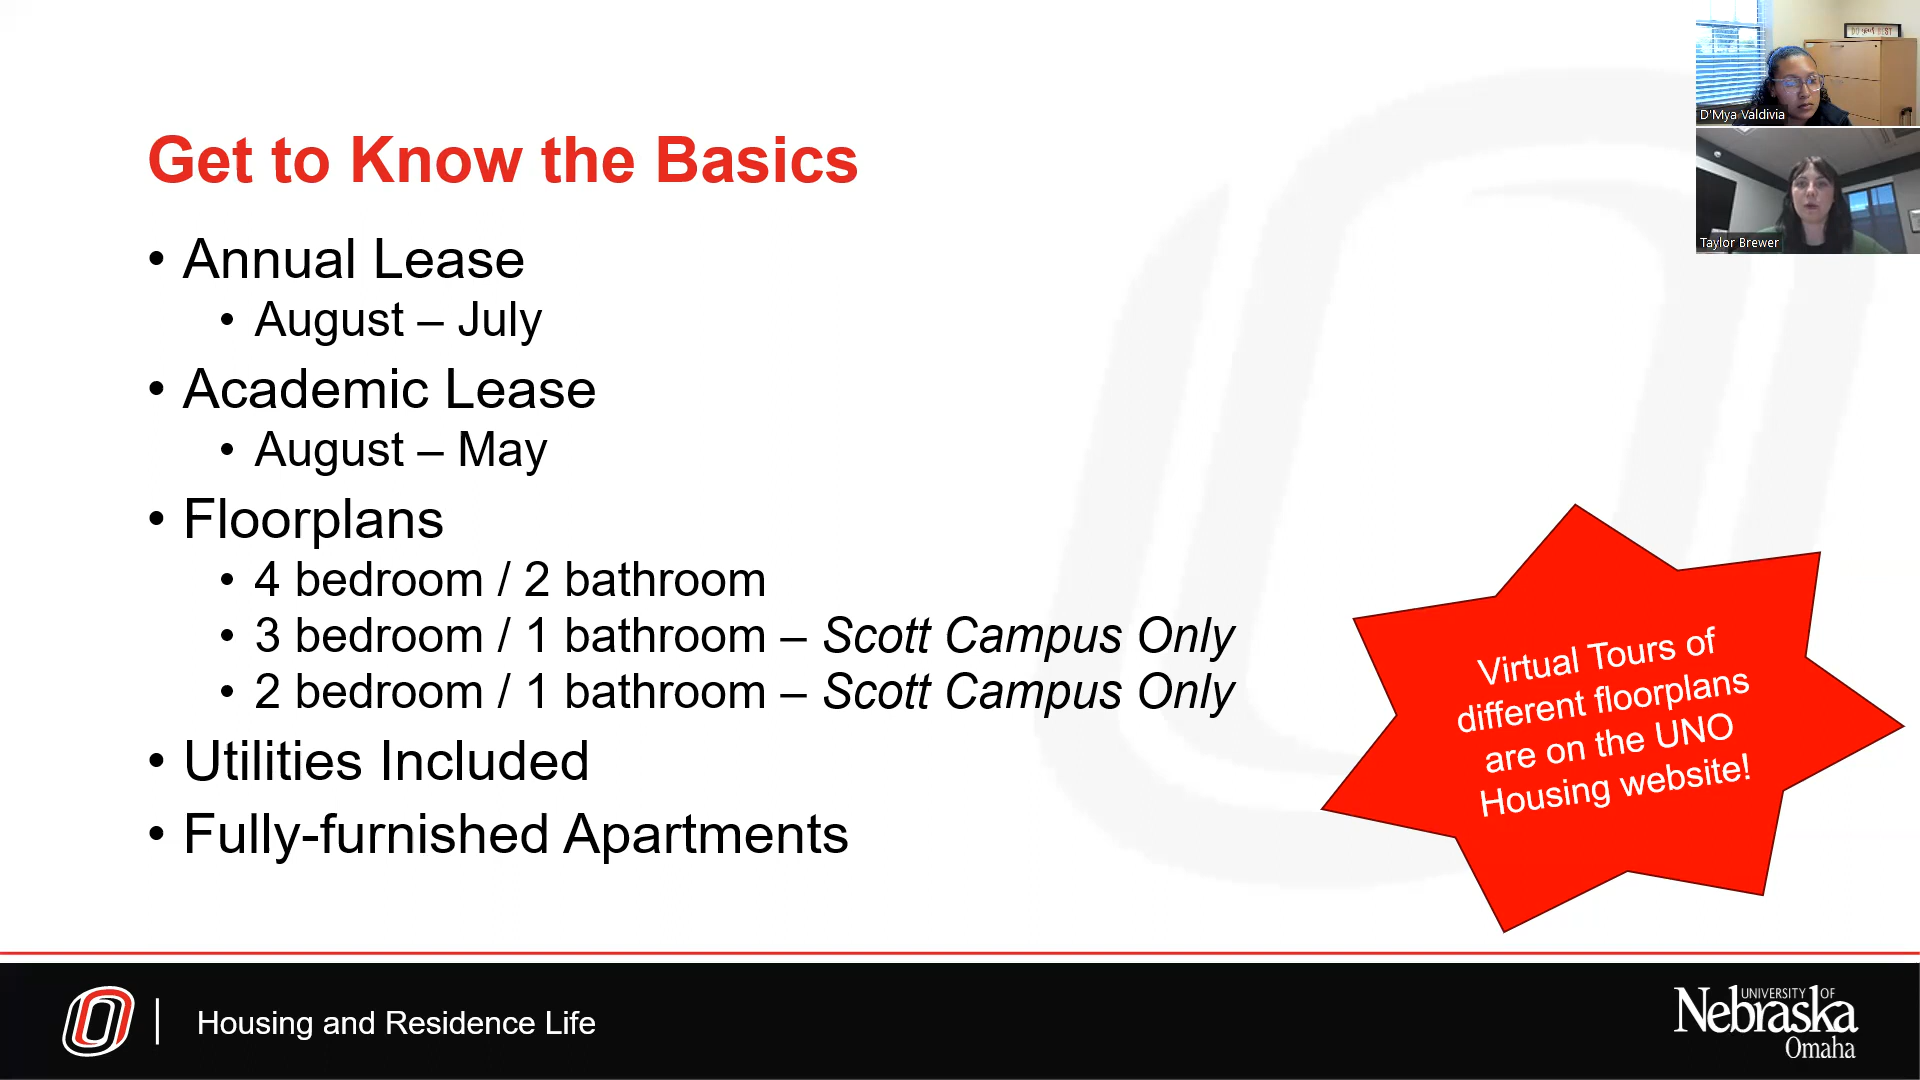 DO your BEST
D'Mya Valdivia
Taylor Brewer
Get to Know the Basics
• Annual Lease
• August – July
• Academic Lease
• August – May
• Floorplans
• 4 bedroom / 2 bathroom
• 3 bedroom / 1 bathroom – Scott Campus Only
• 2 bedroom / 1 bathroom – Scott Campus Only
• Utilities Included
• Fully-furnished Apartments
Virtual Tours of
different floorplans
are on the UNO
Housing website!
Housing and Residence Life
UNIVERSITY OF
Nebraska
Omaha